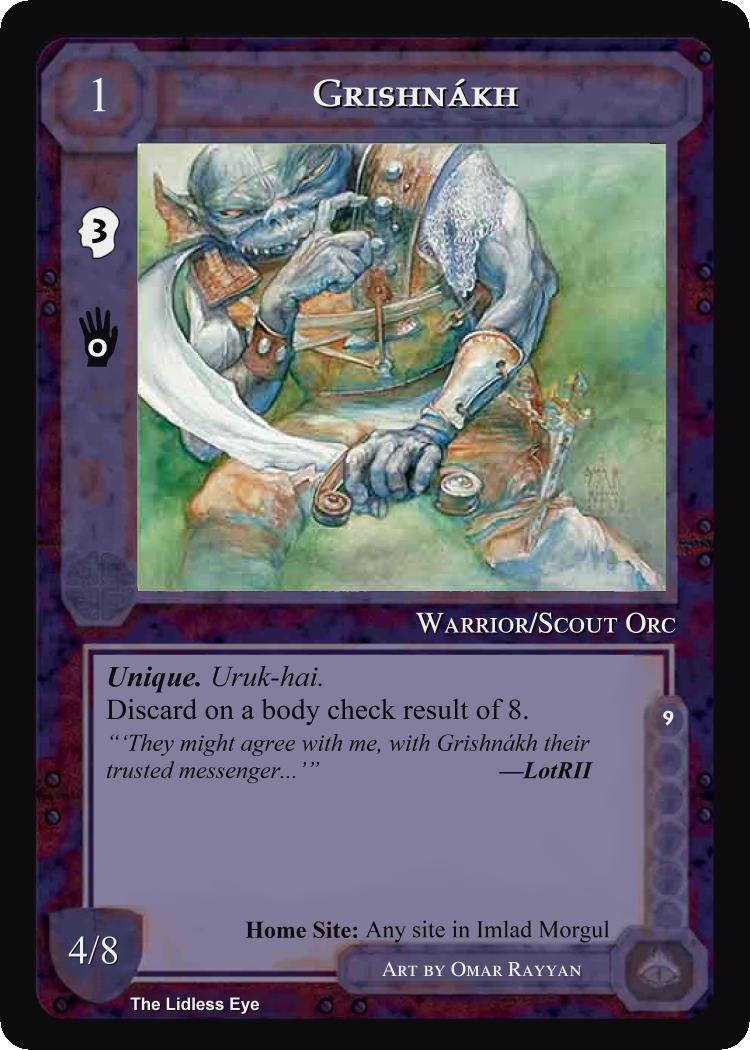 1
GRISHNÁKH
3
0
WARRIOR/SCOUT ORC
Unique. Uruk-hai.
Discard on a body check result of 8.
“‘They might agree with me, with Grishnákh their
trusted messenger...’” —LotRII
9
Home Site: Any site in Imlad Morgul
4/8
ART BY OMAR RAYYAN
The Lidless Eye